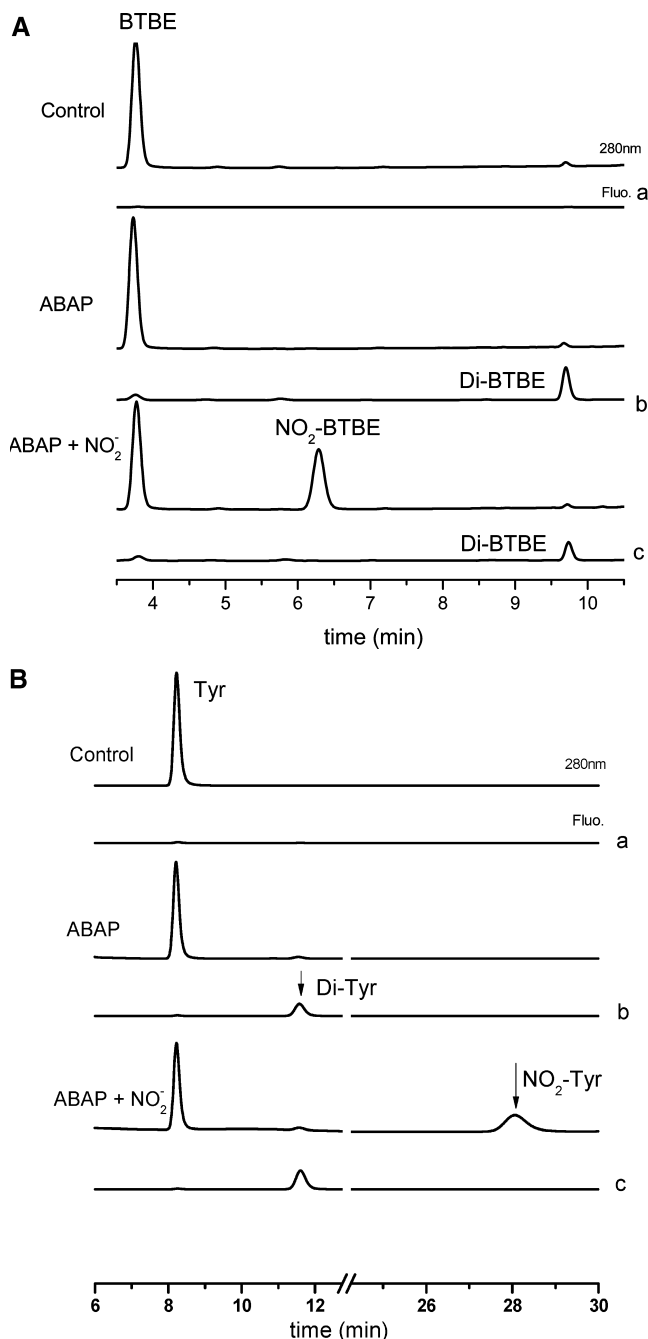 A
BTBE
Control
280nm
Fluo. a
ABAP
Di-BTBE
b
ABAP + NO₂⁻
NO₂-BTBE
Di-BTBE
c
4 5 6 7 8 9 10
time (min)
B
Tyr
Control
280nm
Fluo.
a
ABAP
Di-Tyr
b
ABAP + NO₂⁻
NO₂-Tyr
c
6 8 10 12 26 28 30
time (min)